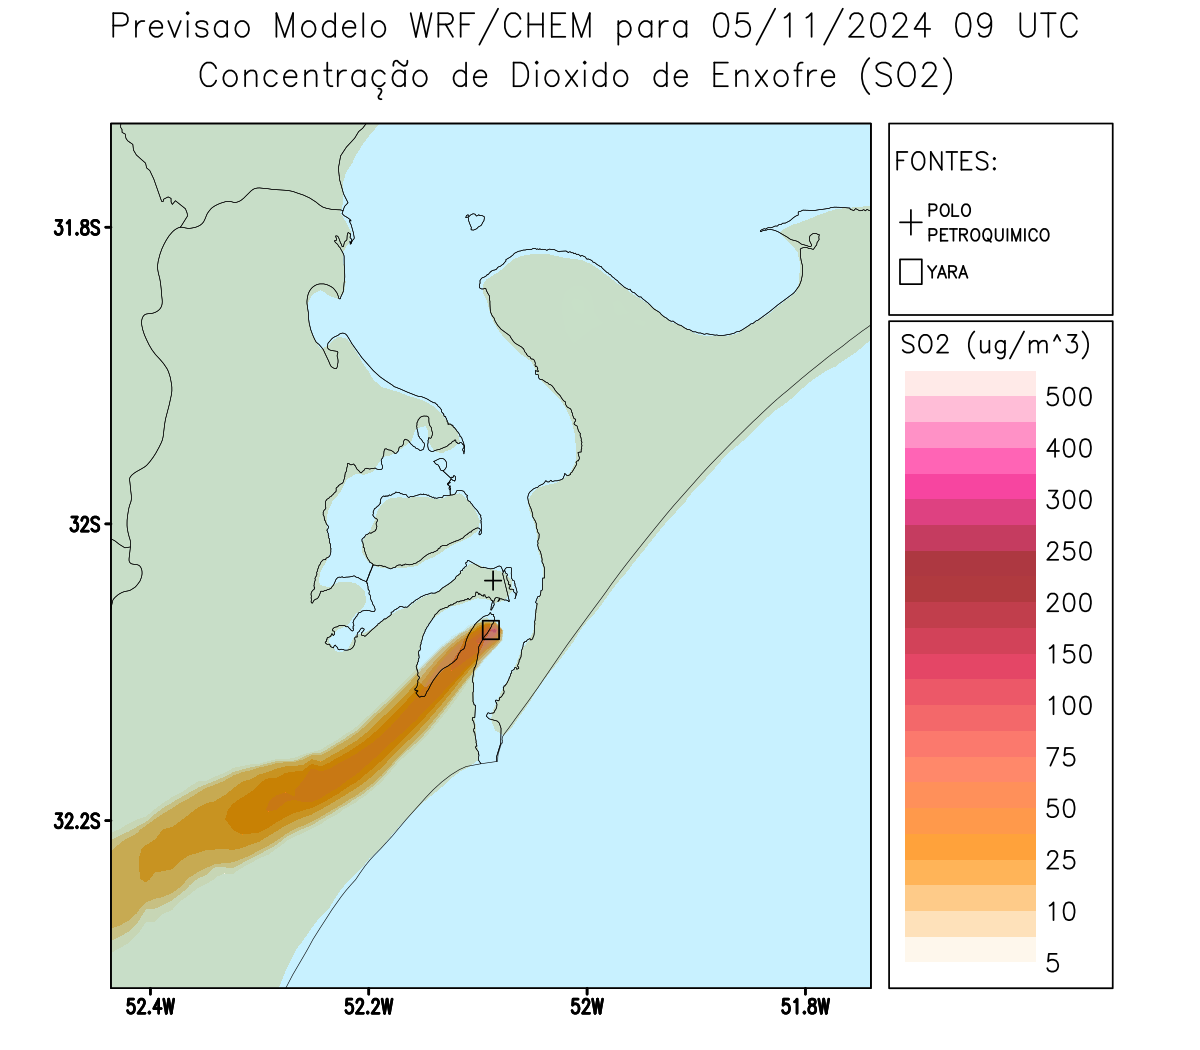 Previsao Modelo WRF/CHEM para 05/11/2024 09 UTC
Concentração de Dioxido de Enxofre (SO2)
FONTES:
POLO
PETROQUIMICO
YARA
SO2 (ug/m^3)
500
400
300
250
200
150
100
75
50
25
10
5
31.8S
32S
32.2S
52.4W
52.2W
52W
51.8W